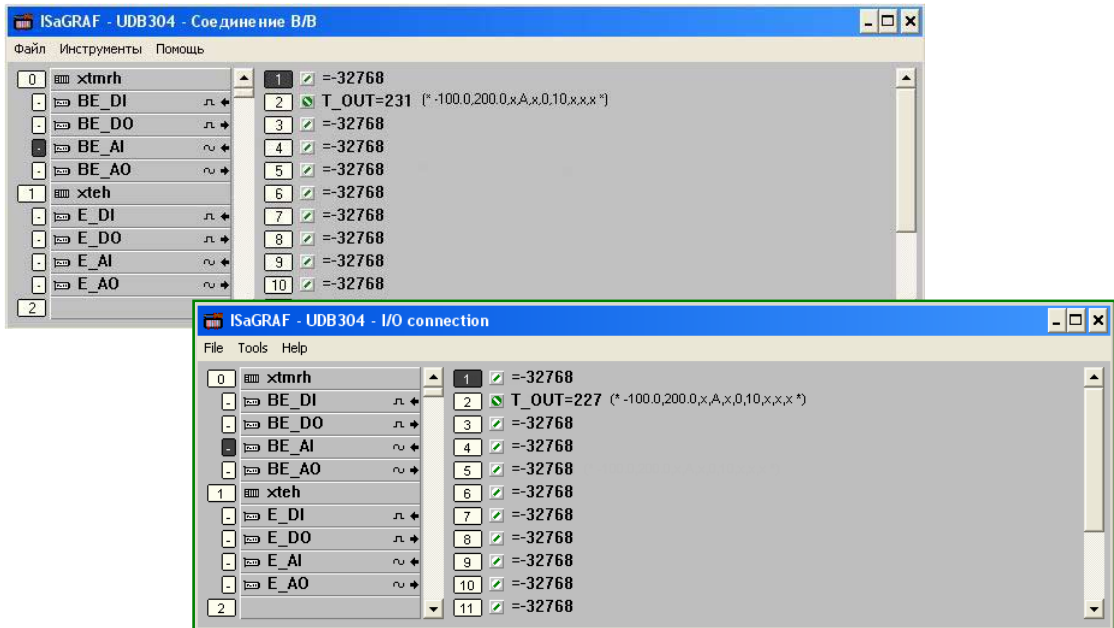 ISaGRAF - UDB304 - Соединение В/В
Файл Инструменты Помощь
0 xtmrh
- BE_DI
- BE_DO
- BE_AI
- BE_AO
1 xteh
- E_DI
- E_DO
- E_AI
- E_AO
2
1 =-32768
2 T_OUT=231 (* -100.0,200.0,x,A,x,0,10,x,x,x *)
3 =-32768
4 =-32768
5 =-32768
6 =-32768
7 =-32768
8 =-32768
9 =-32768
10 =-32768
ISaGRAF - UDB304 - I/O connection
File Tools Help
0 xtmrh
- BE_DI
- BE_DO
- BE_AI
- BE_AO
1 xteh
- E_DI
- E_DO
- E_AI
- E_AO
2
1 =-32768
2 T_OUT=227 (* -100.0,200.0,x,A,x,0,10,x,x,x *)
3 =-32768
4 =-32768
5 =-32768
6 =-32768
7 =-32768
8 =-32768
9 =-32768
10 =-32768
11 =-32768